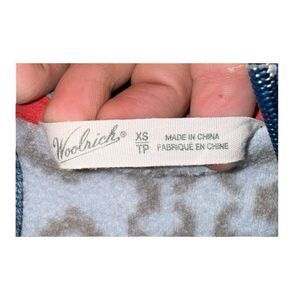 Woolrich®
XS
TP
MADE IN CHINA
FABRIQUÉ EN CHINE